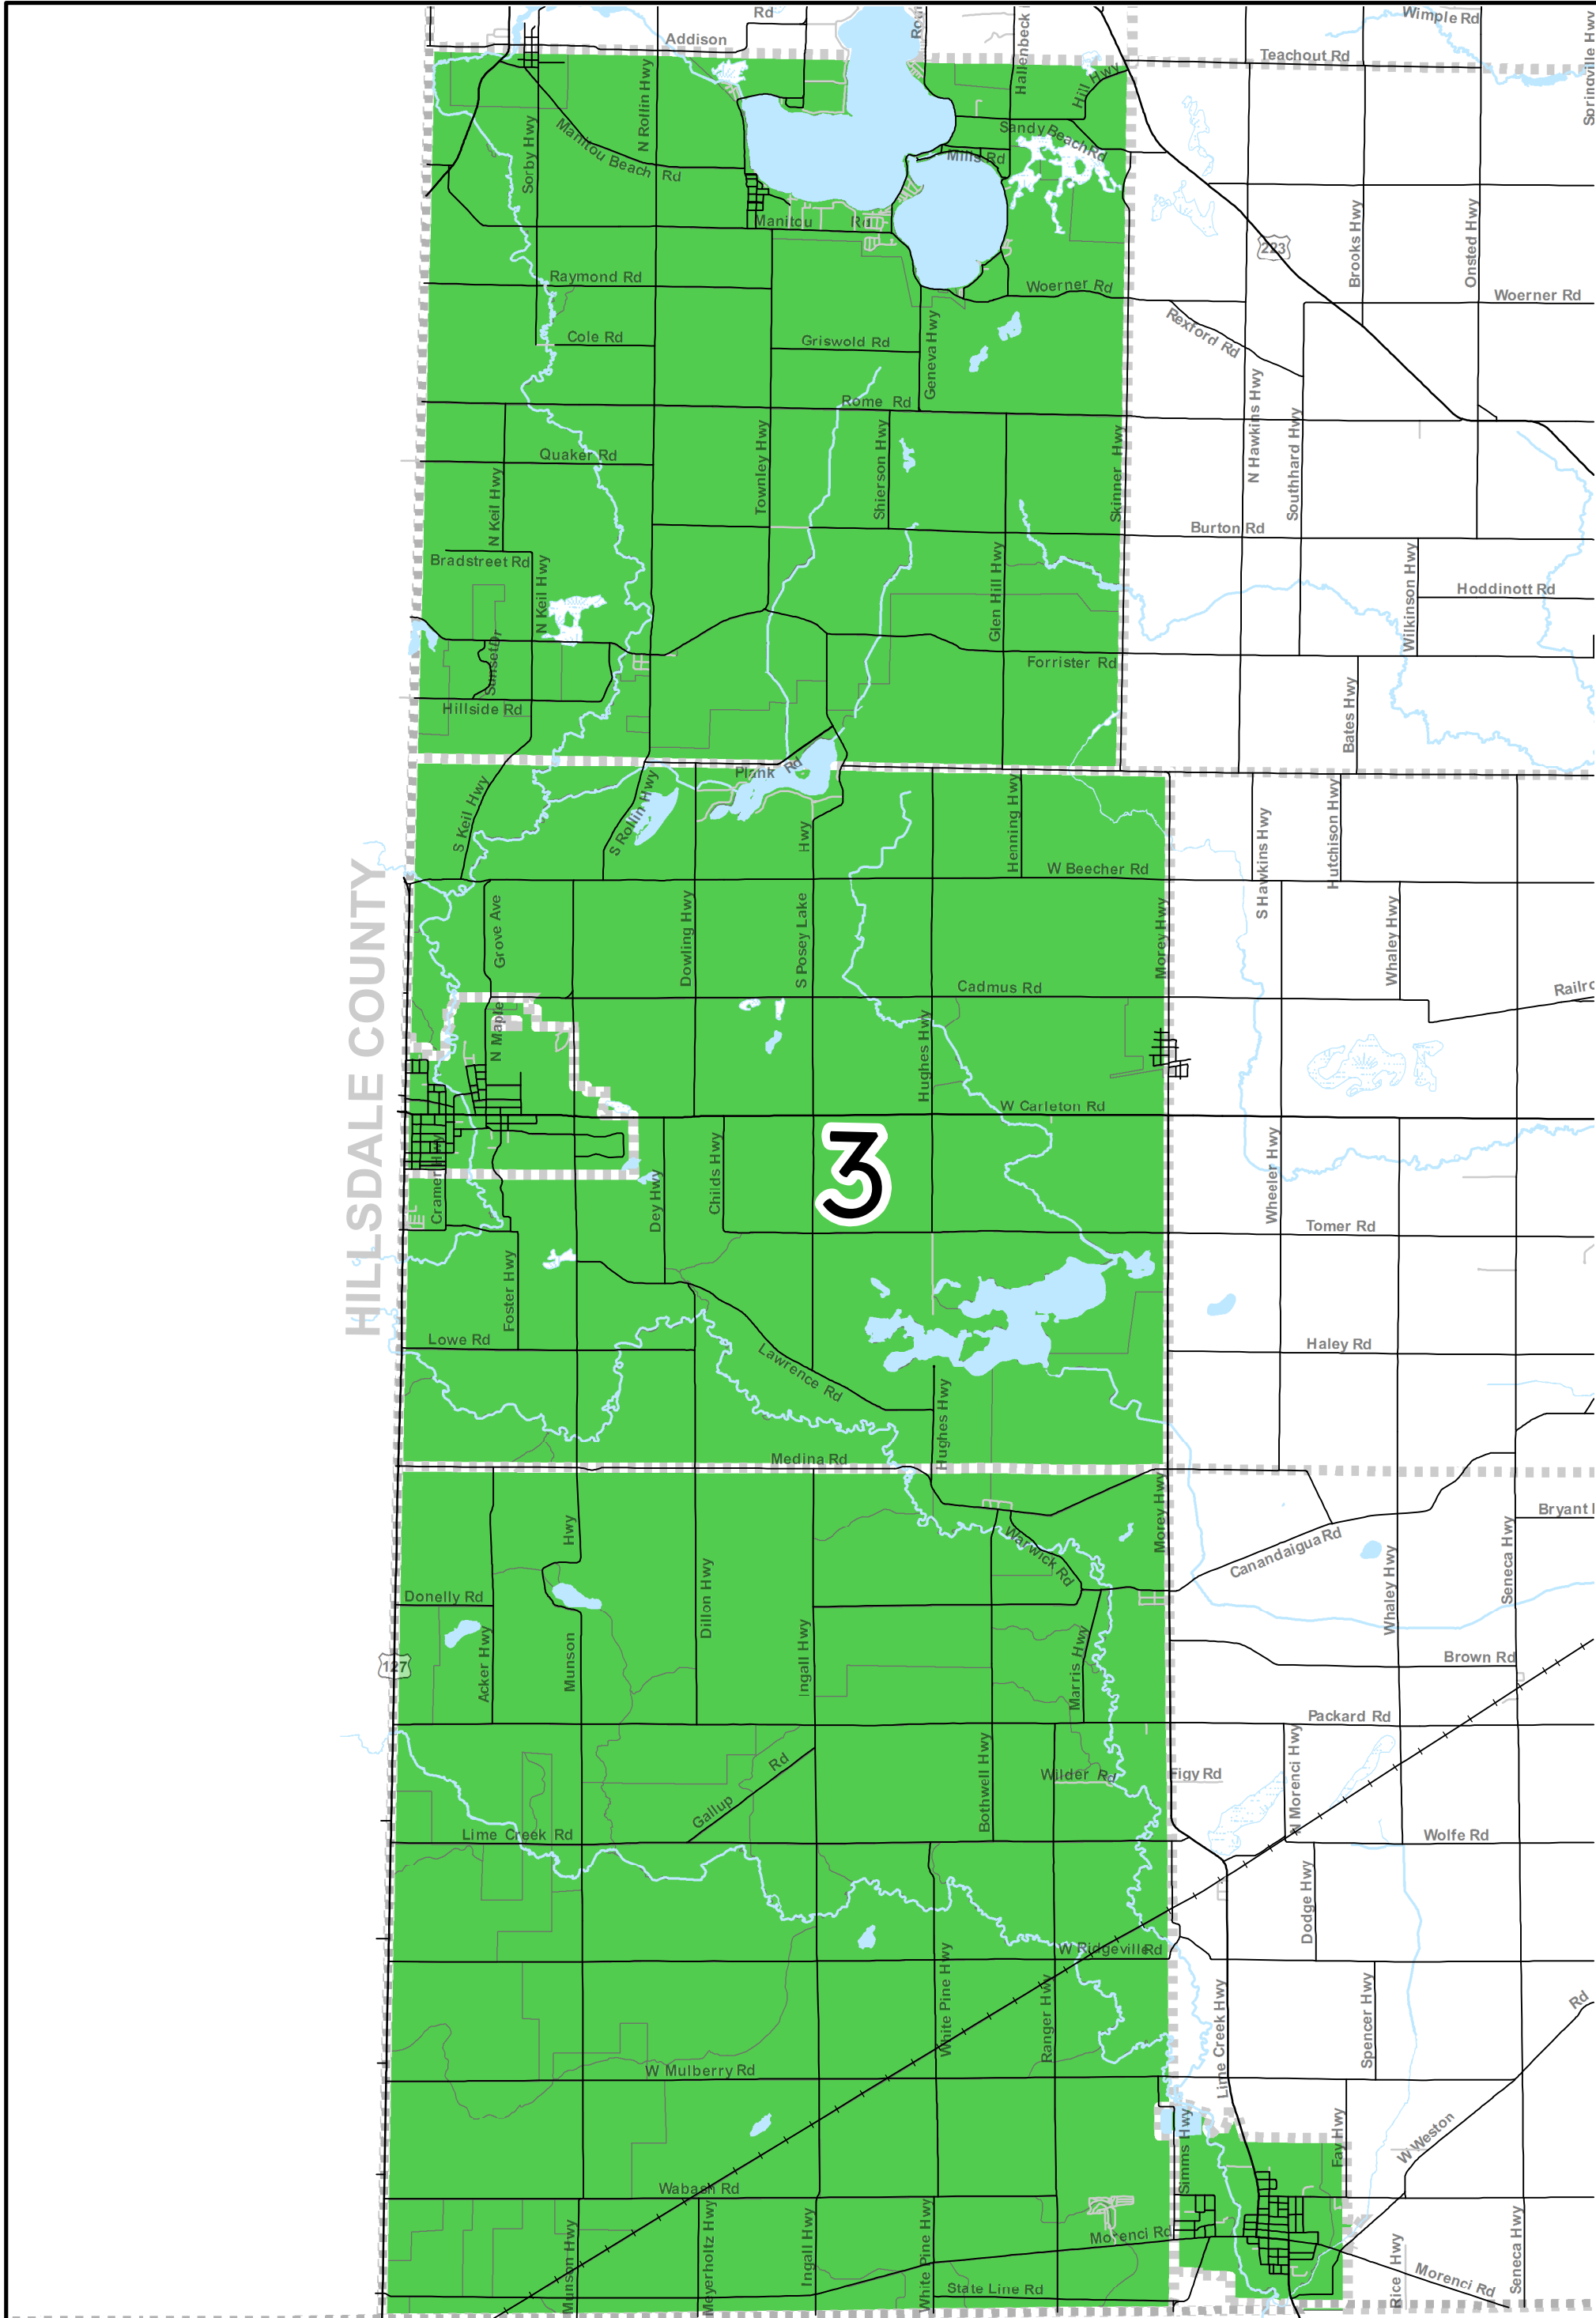 Rd
Addison
Hallenbeck
Wimple Rd
Teachout Rd
Springville Hwy
Hill Hwy
N Rollin Hwy
Sorby Hwy
Manitou Beach Rd
Sandy Beach Rd
Mills Rd
Manitou Rd
223
Brooks Hwy
Onsted Hwy
Raymond Rd
Woerner Rd
Woerner Rd
Rexford Rd
Cole Rd
Griswold Rd
Geneva Hwy
Rome Rd
N Hawkins Hwy
Southhard Hwy
Quaker Rd
Townley Hwy
Shierson Hwy
Skinner Hwy
N Keil Hwy
Burton Rd
Bradstreet Rd
N Keil Hwy
Glen Hill Hwy
Wilkinson Hwy
Hoddinott Rd
Sunset Dr
Forrister Rd
Hillside Rd
Bates Hwy
Plank Rd
S Keil Hwy
S Rollin Hwy
Henning Hwy
S Hawkins Hwy
Hutchison Hwy
W Beecher Rd
HILLSDALE COUNTY
Grove Ave
Dowling Hwy
S Posey Lake Hwy
Morey Hwy
Whaley Hwy
Cadmus Rd
Railro
N Maple
Hughes Hwy
W Carleton Rd
3
Cramer Hwy
Dey Hwy
Childs Hwy
Wheeler Hwy
Tomer Rd
Foster Hwy
Lowe Rd
Haley Rd
Lawrence Rd
Hughes Hwy
Medina Rd
Morey Hwy
Bryant
Warwick Rd
Canandaigua Rd
Seneca Hwy
Whaley Hwy
Donelly Rd
Dillon Hwy
127
Acker Hwy
Munson Hwy
Ingall Hwy
Marris Hwy
Brown Rd
Packard Rd
Gallup Rd
Bothwell Hwy
Wilder Rd
Figy Rd
N Morenci Hwy
Lime Creek Rd
Wolfe Rd
Dodge Hwy
W Ridgeville Rd
White Pine Hwy
Ranger Hwy
Lime Creek Hwy
Spencer Hwy
Rd
W Mulberry Rd
Simms Hwy
Fay Hwy
W Weston
Wabash Rd
Munson Hwy
Meyerholtz Hwy
Ingall Hwy
White Pine Hwy
Morenci Rd
State Line Rd
Rice Hwy
Morenci Rd
Seneca Hwy